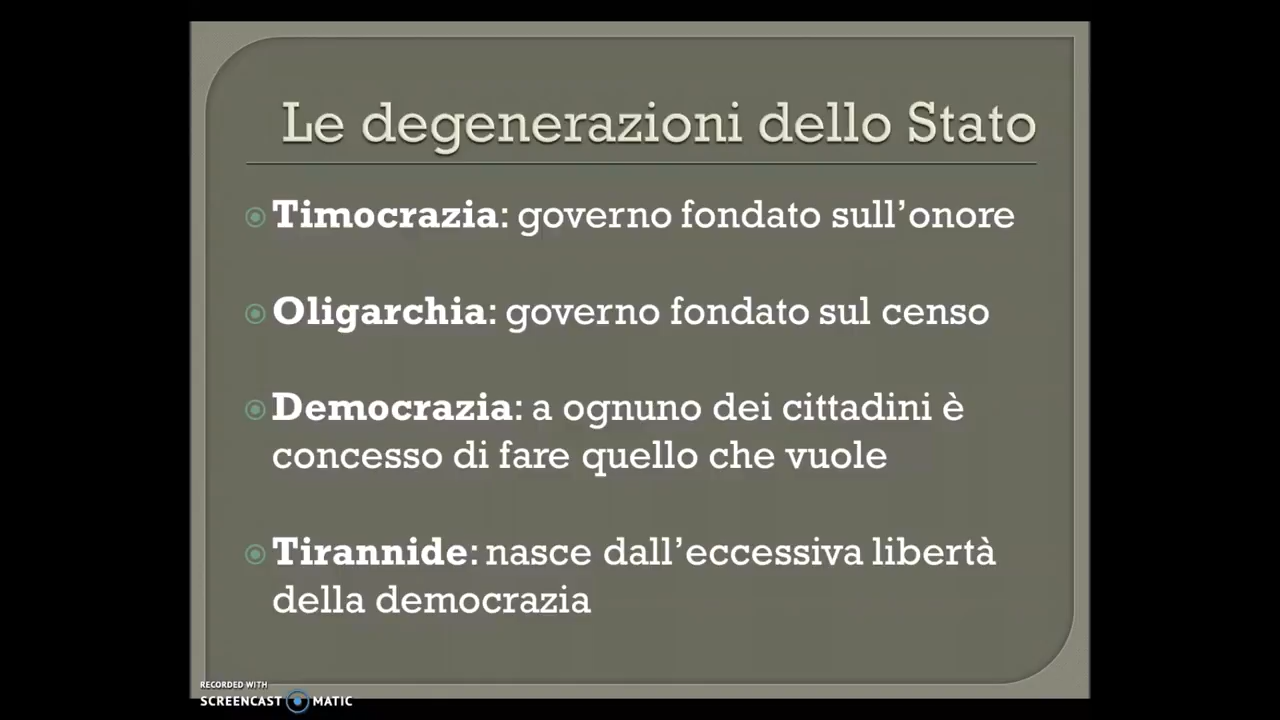 Le degenerazioni dello Stato
Timocrazia: governo fondato sull’onore
Oligarchia: governo fondato sul censo
Democrazia: a ognuno dei cittadini è
concesso di fare quello che vuole
Tirannide: nasce dall’eccessiva libertà
della democrazia
RECORDED WITH
SCREENCAST MATIC